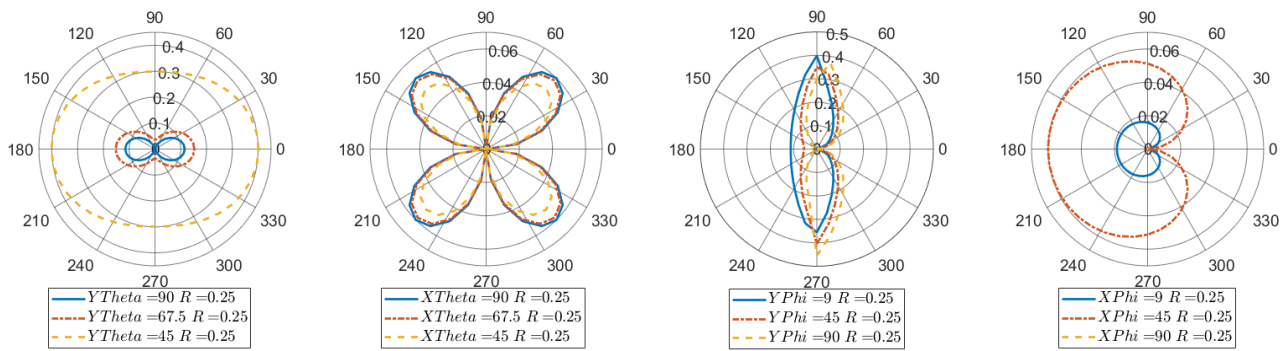 90
120 60
0.4
150 0.3 30
0.2
0.1
180 0 0
210 330
240 300
270
YTheta =90 R =0.25
YTheta =67.5 R =0.25
YTheta =45 R =0.25
90
120 60
0.06
150 0.04 30
0.02
180 0 0
210 330
240 300
270
XTheta =90 R =0.25
XTheta =67.5 R =0.25
XTheta =45 R =0.25
90
120 0.5 60
0.4
150 0.3 30
0.2
0.1
180 0 0
210 330
240 300
270
YPhi =9 R =0.25
YPhi =45 R =0.25
YPhi =90 R =0.25
90
120 60
0.06
150 0.04 30
0.02
180 0 0
210 330
240 300
270
XPhi =9 R =0.25
XPhi =45 R =0.25
XPhi =90 R =0.25